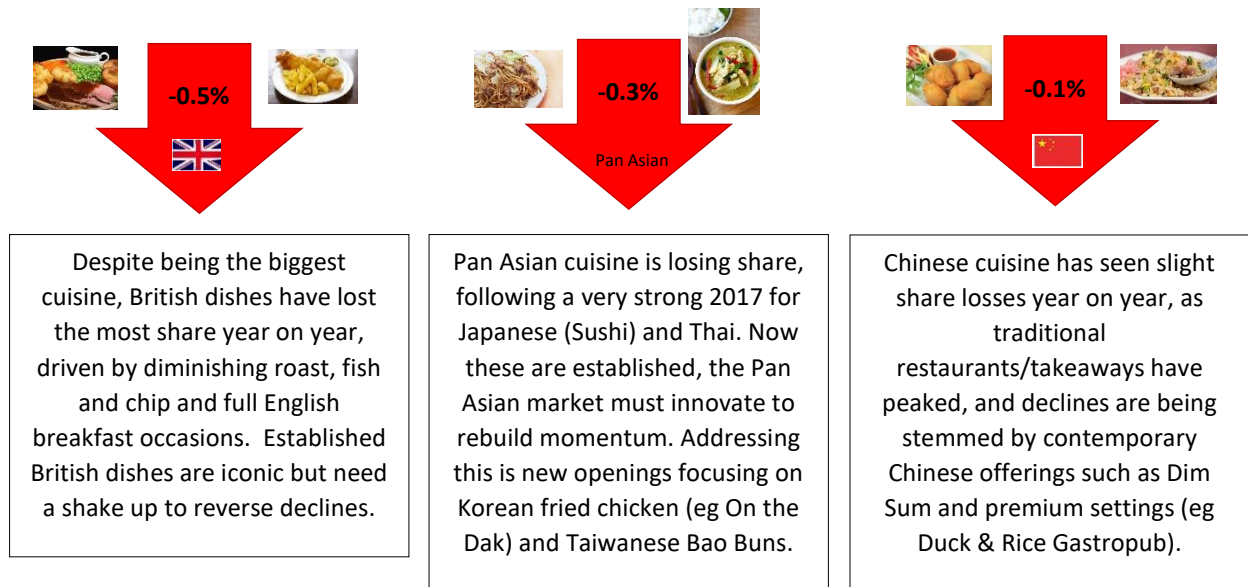 -0.5%
-0.3%
Pan Asian
-0.1%
Despite being the biggest
cuisine, British dishes have lost
the most share year on year,
driven by diminishing roast, fish
and chip and full English
breakfast occasions.  Established
British dishes are iconic but need
a shake up to reverse declines.
Pan Asian cuisine is losing share,
following a very strong 2017 for
Japanese (Sushi) and Thai. Now
these are established, the Pan
Asian market must innovate to
rebuild momentum. Addressing
this is new openings focusing on
Korean fried chicken (eg On the
Dak) and Taiwanese Bao Buns.
Chinese cuisine has seen slight
share losses year on year, as
traditional
restaurants/takeaways have
peaked, and declines are being
stemmed by contemporary
Chinese offerings such as Dim
Sum and premium settings (eg
Duck & Rice Gastropub).